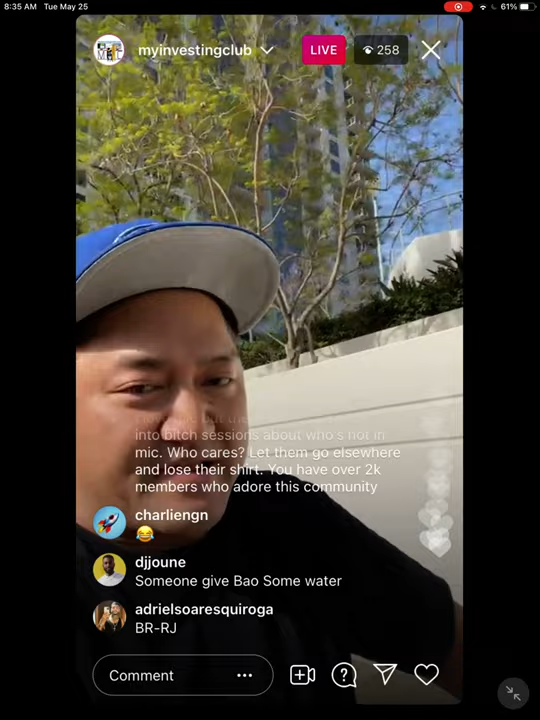 8:35 AM Tue May 25
61%
myinvestingclub
LIVE
258
into bitch sessions about who's not in
mic. Who cares? Let them go elsewhere
and lose their shirt. You have over 2k
members who adore this community
charliengn
😂
djjoune
Someone give Bao Some water
adrielsoaresquiroga
BR-RJ
Comment